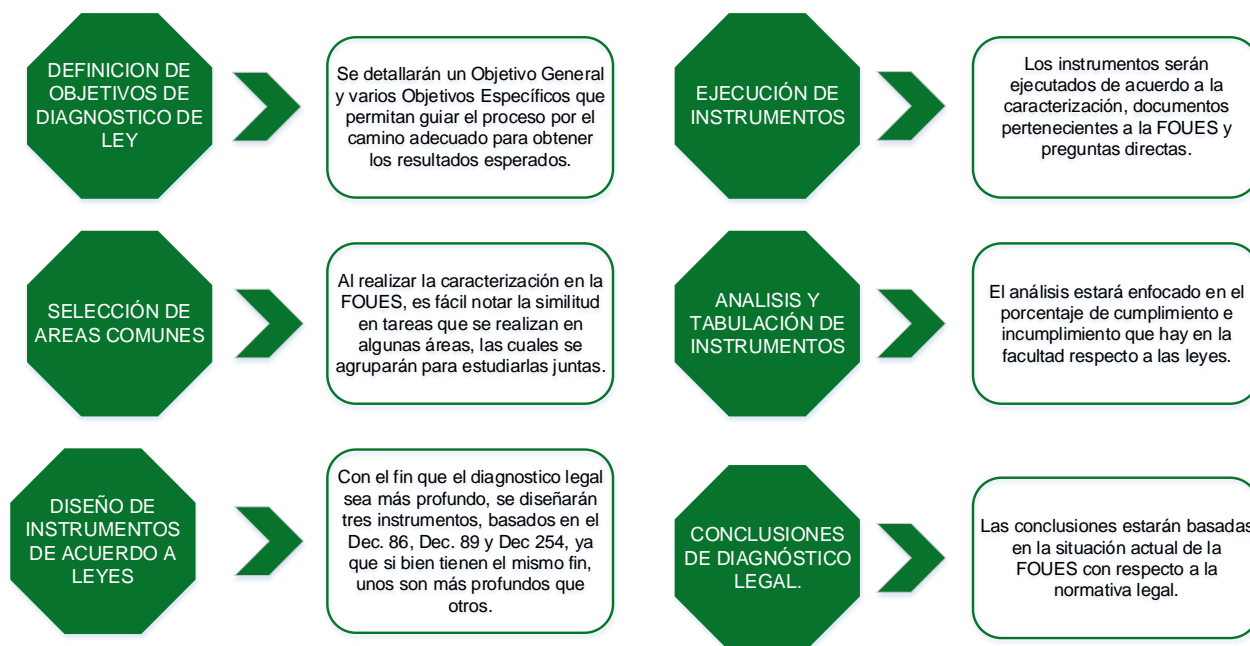 DEFINICION DE
OBJETIVOS DE
DIAGNOSTICO DE
LEY
Se detallarán un Objetivo General
y varios Objetivos Específicos que
permitan guiar el proceso por el
camino adecuado para obtener
los resultados esperados.
SELECCIÓN DE
AREAS COMUNES
Al realizar la caracterización en la
FOUES, es fácil notar la similitud
en tareas que se realizan en
algunas áreas, las cuales se
agruparán para estudiarlas juntas.
DISEÑO DE
INSTRUMENTOS
DE ACUERDO A
LEYES
Con el fin que el diagnostico legal
sea más profundo, se diseñarán
tres instrumentos, basados en el
Dec. 86, Dec. 89 y Dec 254, ya
que si bien tienen el mismo fin,
unos son más profundos que
otros.
EJECUCIÓN DE
INSTRUMENTOS
Los instrumentos serán
ejecutados de acuerdo a la
caracterización, documentos
pertenecientes a la FOUES y
preguntas directas.
ANALISIS Y
TABULACIÓN DE
INSTRUMENTOS
El análisis estará enfocado en el
porcentaje de cumplimiento e
incumplimiento que hay en la
facultad respecto a las leyes.
CONCLUSIONES
DE DIAGNÓSTICO
LEGAL.
Las conclusiones estarán basadas
en la situación actual de la
FOUES con respecto a la
normativa legal.